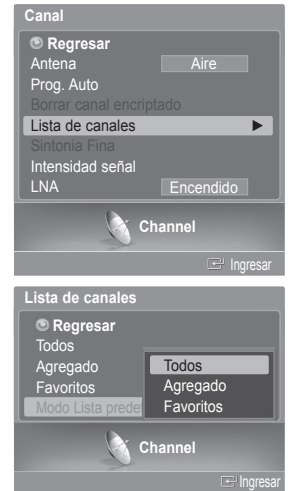 Canal
Regresar
Antena Aire
Prog. Auto
Borrar canal encriptado
Lista de canales
Sintonia Fina
Intensidad señal
LNA Encendido
Channel
Ingresar
Lista de canales
Regresar
Todos
Agregado
Favoritos
Modo Lista prede
Todos
Agregado
Favoritos
Channel
Ingresar